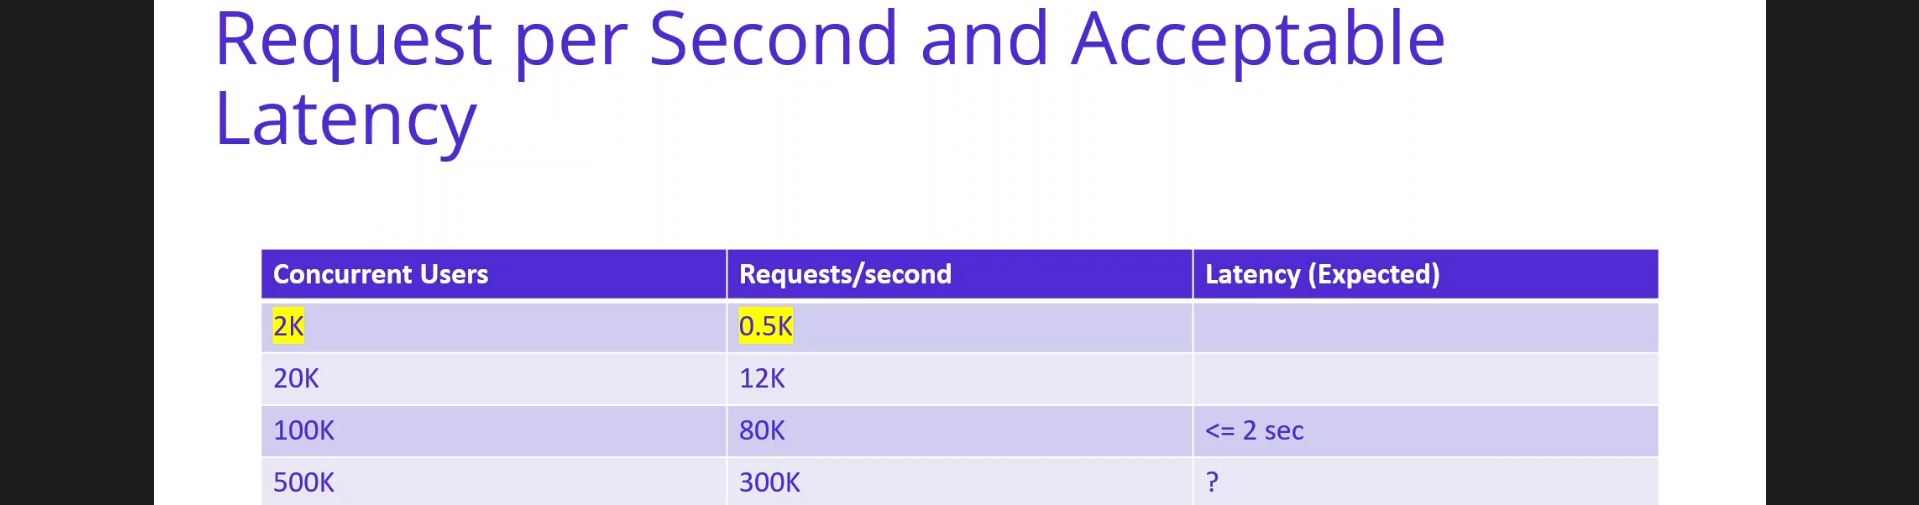 Request per Second and Acceptable
Latency
Concurrent Users Requests/second Latency (Expected)
2K 0.5K
20K 12K
100K 80K <= 2 sec
500K 300K ?